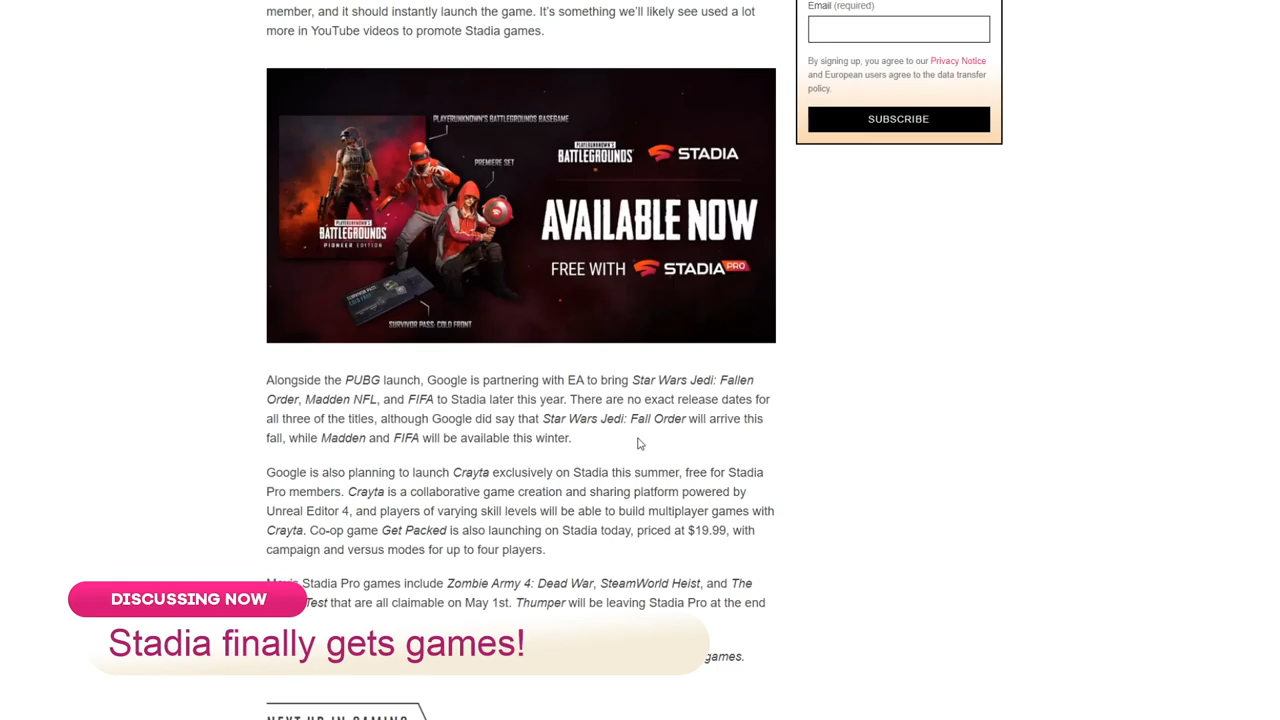 member, and it should instantly launch the game. It's something we'll likely see used a lot
more in YouTube videos to promote Stadia games.
Email (required)
By signing up, you agree to our Privacy Notice
and European users agree to the data transfer
policy.
SUBSCRIBE
PLAYERUNKNOWN'S BATTLEGROUNDS BASEGAME
PREMIERE SET
PLAYERUNKNOWN'S
BATTLEGROUNDS
STADIA
AVAILABLE NOW
FREE WITH STADIA PRO
PLAYERUNKNOWN'S
BATTLEGROUNDS
PIONEER EDITION
SURVIVOR PASS
COLD FRONT
SURVIVOR PASS: COLD FRONT
Alongside the PUBG launch, Google is partnering with EA to bring Star Wars Jedi: Fallen
Order, Madden NFL, and FIFA to Stadia later this year. There are no exact release dates for
all three of the titles, although Google did say that Star Wars Jedi: Fall Order will arrive this
fall, while Madden and FIFA will be available this winter.
Google is also planning to launch Crayta exclusively on Stadia this summer, free for Stadia
Pro members. Crayta is a collaborative game creation and sharing platform powered by
Unreal Editor 4, and players of varying skill levels will be able to build multiplayer games with
Crayta. Co-op game Get Packed is also launching on Stadia today, priced at $19.99, with
campaign and versus modes for up to four players.
Stadia Pro games include Zombie Army 4: Dead War, SteamWorld Heist, and The
Test that are all claimable on May 1st. Thumper will be leaving Stadia Pro at the end
DISCUSSING NOW
Stadia finally gets games!
games.
NEXT UP IN GAMING